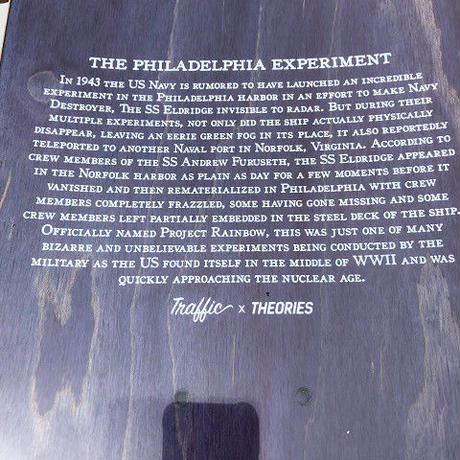 THE PHILADELPHIA EXPERIMENT
IN 1943 THE US NAVY IS RUMORED TO HAVE LAUNCHED AN INCREDIBLE
EXPERIMENT IN THE PHILADELPHIA HARBOR IN AN EFFORT TO MAKE NAVY
DESTROYER, THE SS ELDRIDGE INVISIBLE TO RADAR. BUT DURING THEIR
MULTIPLE EXPERIMENTS, NOT ONLY DID THE SHIP ACTUALLY PHYSICALLY
DISAPPEAR, LEAVING AN EERIE GREEN FOG IN ITS PLACE, IT ALSO REPORTEDLY
TELEPORTED TO ANOTHER NAVAL PORT IN NORFOLK, VIRGINIA. ACCORDING TO
CREW MEMBERS OF THE SS ANDREW FURUSETH, THE SS ELDRIDGE APPEARED
IN THE NORFOLK HARBOR AS PLAIN AS DAY FOR A FEW MOMENTS BEFORE IT
VANISHED AND THEN REMATERIALIZED IN PHILADELPHIA WITH CREW
MEMBERS COMPLETELY FRAZZLED, SOME HAVING GONE MISSING AND SOME
CREW MEMBERS LEFT PARTIALLY EMBEDDED IN THE STEEL DECK OF THE SHIP.
OFFICIALLY NAMED PROJECT RAINBOW, THIS WAS JUST ONE OF MANY
BIZARRE AND UNBELIEVABLE EXPERIMENTS BEING CONDUCTED BY THE
MILITARY AS THE US FOUND ITSELF IN THE MIDDLE OF WWII AND WAS
QUICKLY APPROACHING THE NUCLEAR AGE.
Traffic x THEORIES